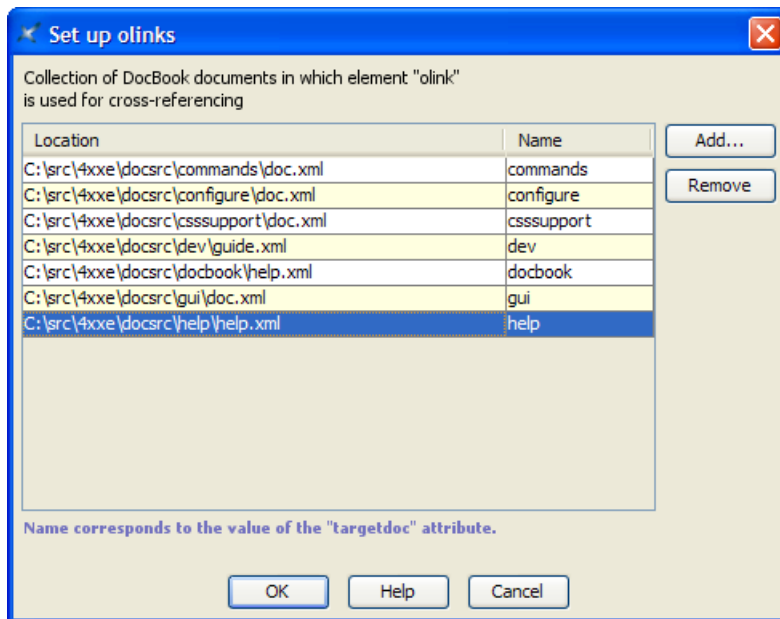 Set up olinks
Collection of DocBook documents in which element "olink"
is used for cross-referencing
Location Name
C:\src\4xxe\docsrc\commands\doc.xml commands
C:\src\4xxe\docsrc\configure\doc.xml configure
C:\src\4xxe\docsrc\csssupport\doc.xml csssupport
C:\src\4xxe\docsrc\dev\guide.xml dev
C:\src\4xxe\docsrc\docbook\help.xml docbook
C:\src\4xxe\docsrc\gui\doc.xml gui
C:\src\4xxe\docsrc\help\help.xml help
Add...
Remove
Name corresponds to the value of the "targetdoc" attribute.
OK Help Cancel